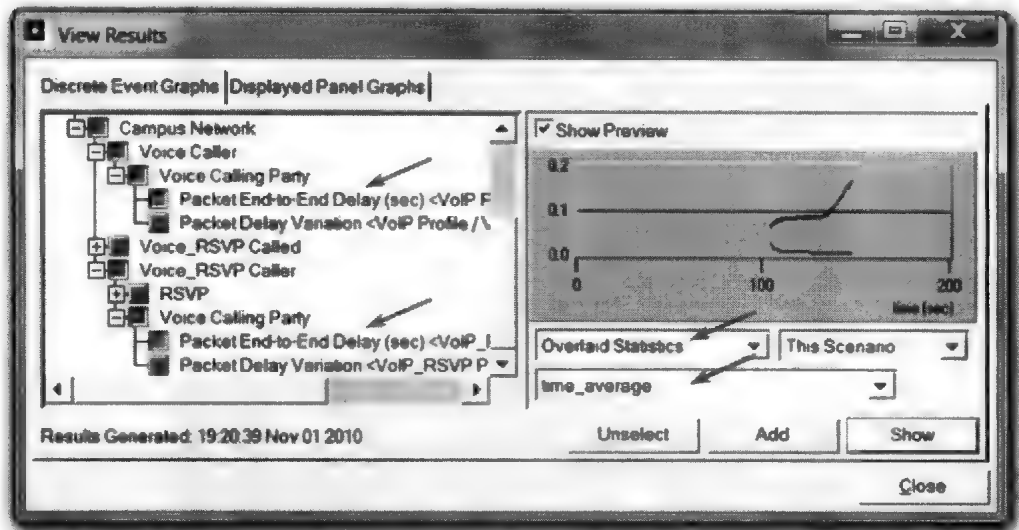 View Results
Discrete Event Graphs Displayed Panel Graphs
Campus Network
Voice Caller
Voice Calling Party
Packet End-to-End Delay (sec) <VoIP F
Packet Delay Variation <VoIP Profile / V
Voice_RSVP Called
Voice_RSVP Caller
RSVP
Voice Calling Party
Packet End-to-End Delay (sec) <VoIP_
Packet Delay Variation <VoIP_RSVP P
Show Preview
0.2
0.1
0.0
0
100
200
time (sec)
Overlaid Statistics
This Scenario
time_average
Results Generated: 19:20:39 Nov 01 2010
Unselect
Add
Show
Close